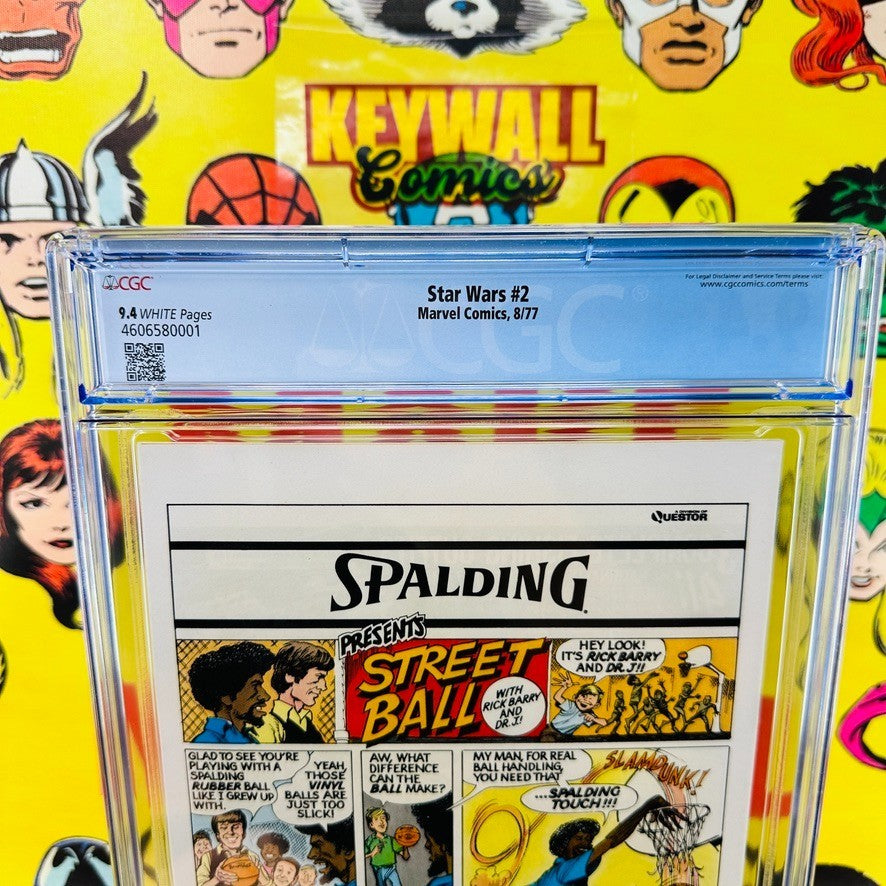 KEYWALL
Comics
CGC
Star Wars #2
Marvel Comics, 8/77
For Legal Disclaimer and Service Terms please visit:
www.cgccomics.com/terms
9.4 WHITE Pages
4606580001
CGC
A DIVISION OF
QUESTOR
SPALDING
PRESENTS
STREET
BALL
WITH
RICK BARRY
AND
DR. J!
HEY LOOK!
IT'S RICK BARRY
AND DR. J!!
GLAD TO SEE YOU'RE
PLAYING WITH A
SPALDING
RUBBER BALL
LIKE I GREW UP
WITH.
YEAH,
THOSE
VINYL
BALLS ARE
JUST TOO
SLICK!
AW, WHAT
DIFFERENCE
CAN THE
BALL MAKE?
MY MAN, FOR REAL
BALL HANDLING,
YOU NEED THAT
...SPALDING
TOUCH!!!
SLAMDUNK!